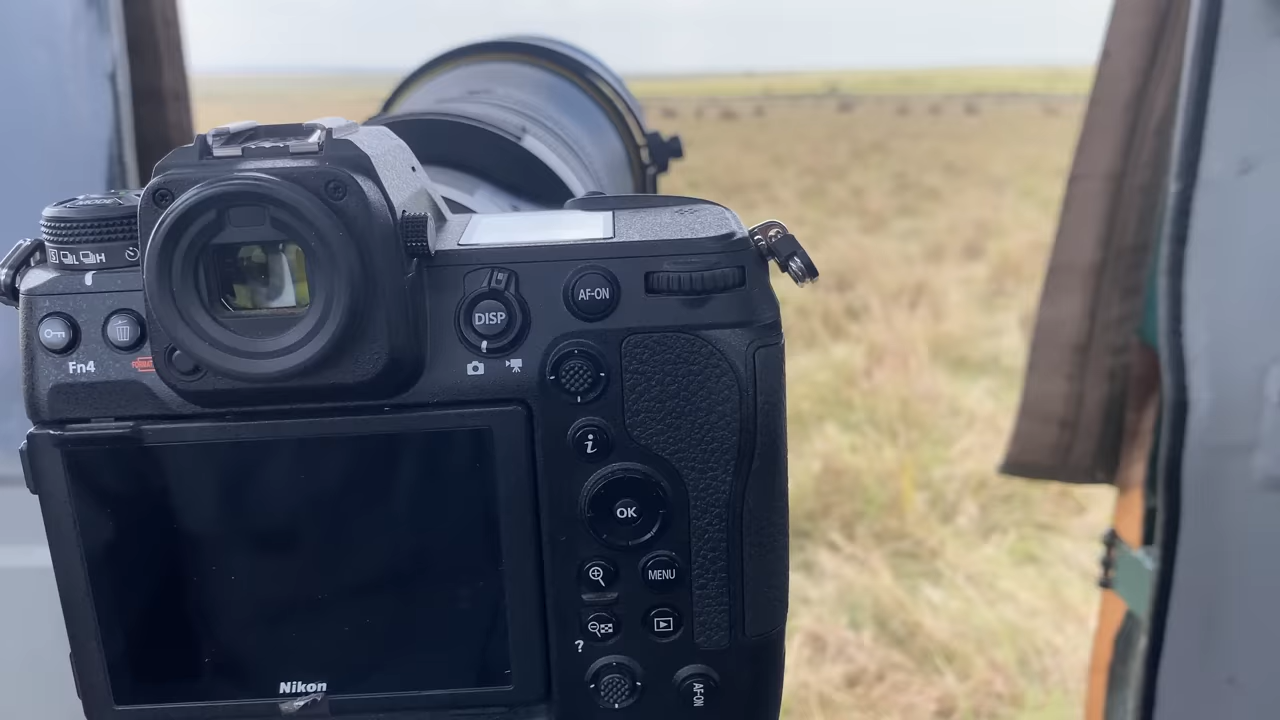 MODE
S L H
Fn4
FORMAT
DISP
AF-ON
i
OK
MENU
?
Nikon
AF-ON